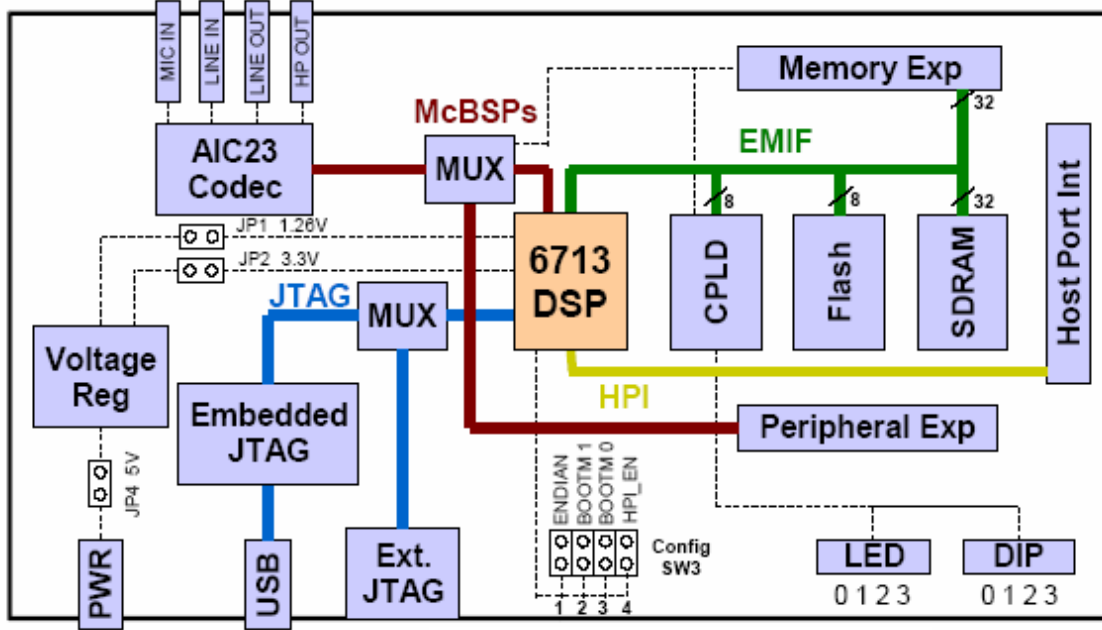 MIC IN
LINE IN
LINE OUT
HP OUT
Memory Exp
32
McBSPs
AIC23
Codec
MUX
EMIF
8
8
32
JP1 1.26V
JP2 3.3V
6713
DSP
CPLD
Flash
SDRAM
Host Port Int
JTAG
MUX
Voltage
Reg
Embedded
JTAG
HPI
Peripheral Exp
JP4 5V
ENDIAN
BOOTM 1
BOOTM 0
HPI_EN
Config
SW3
1 2 3 4
PWR
USB
Ext.
JTAG
LED
0 1 2 3
DIP
0 1 2 3